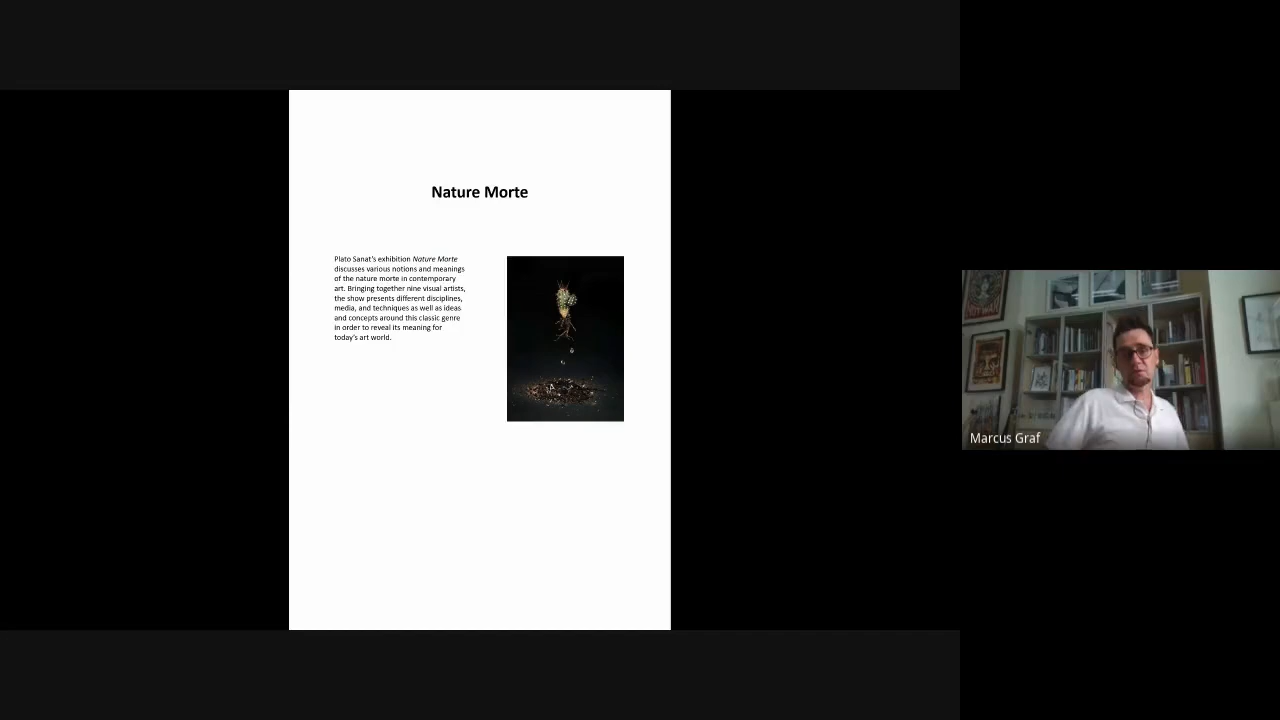 Nature Morte
Plato Sanat's exhibition Nature Morte
discusses various notions and meanings
of the nature morte in contemporary
art. Bringing together nine visual artists,
the show presents different disciplines,
media, and techniques as well as ideas
and concepts around this classic genre
in order to reveal its meaning for
today's art world.
Marcus Graf